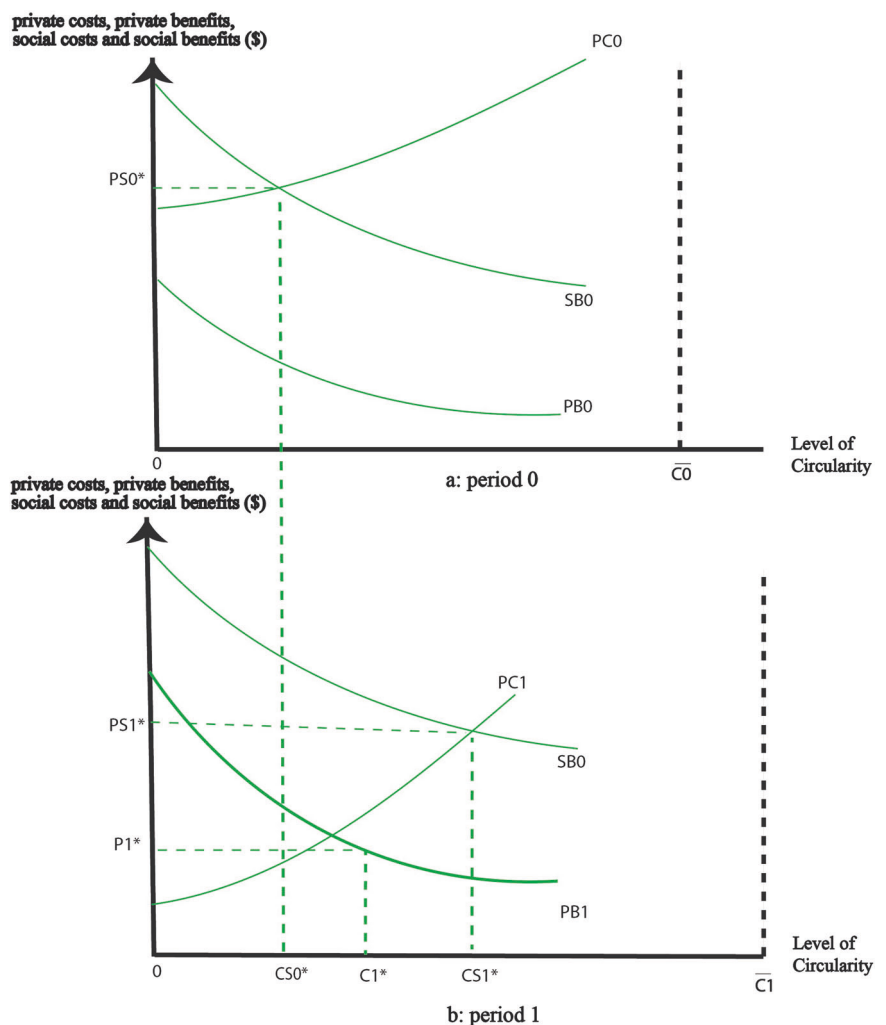 private costs, private benefits,
social costs and social benefits ($)
PC0
PS0*
SB0
PB0
0
a: period 0
C0
Level of
Circularity
private costs, private benefits,
social costs and social benefits ($)
PC1
PS1*
SB0
P1*
PB1
0
CS0*
C1*
CS1*
C1
Level of
Circularity
b: period 1